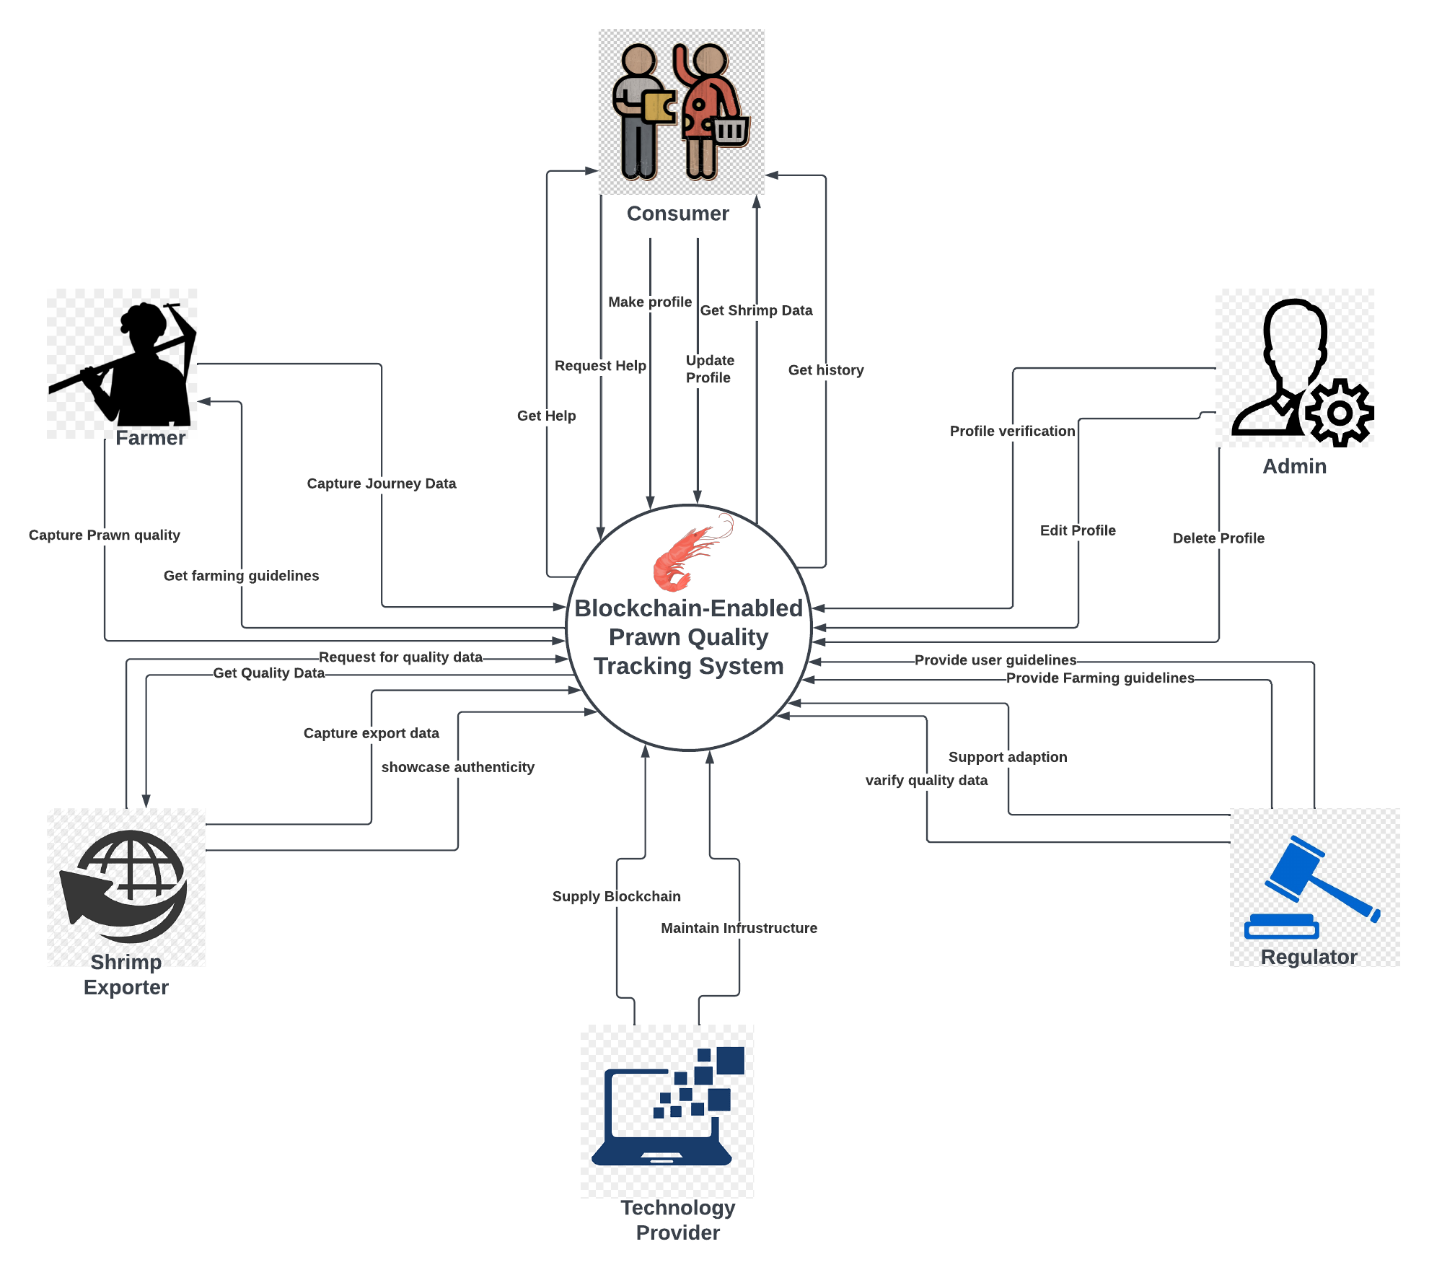 Consumer
Make profile
Get Shrimp Data
Request Help
Update
Profile
Get history
Get Help
Farmer
Capture Journey Data
Capture Prawn quality
Get farming guidelines
Profile verification
Admin
Edit Profile
Delete Profile
Blockchain-Enabled
Prawn Quality
Tracking System
Request for quality data
Get Quality Data
Capture export data
showcase authenticity
Provide user guidelines
Provide Farming guidelines
Support adaption
varify quality data
Supply Blockchain
Maintain Infrustructure
Shrimp
Exporter
Regulator
Technology
Provider